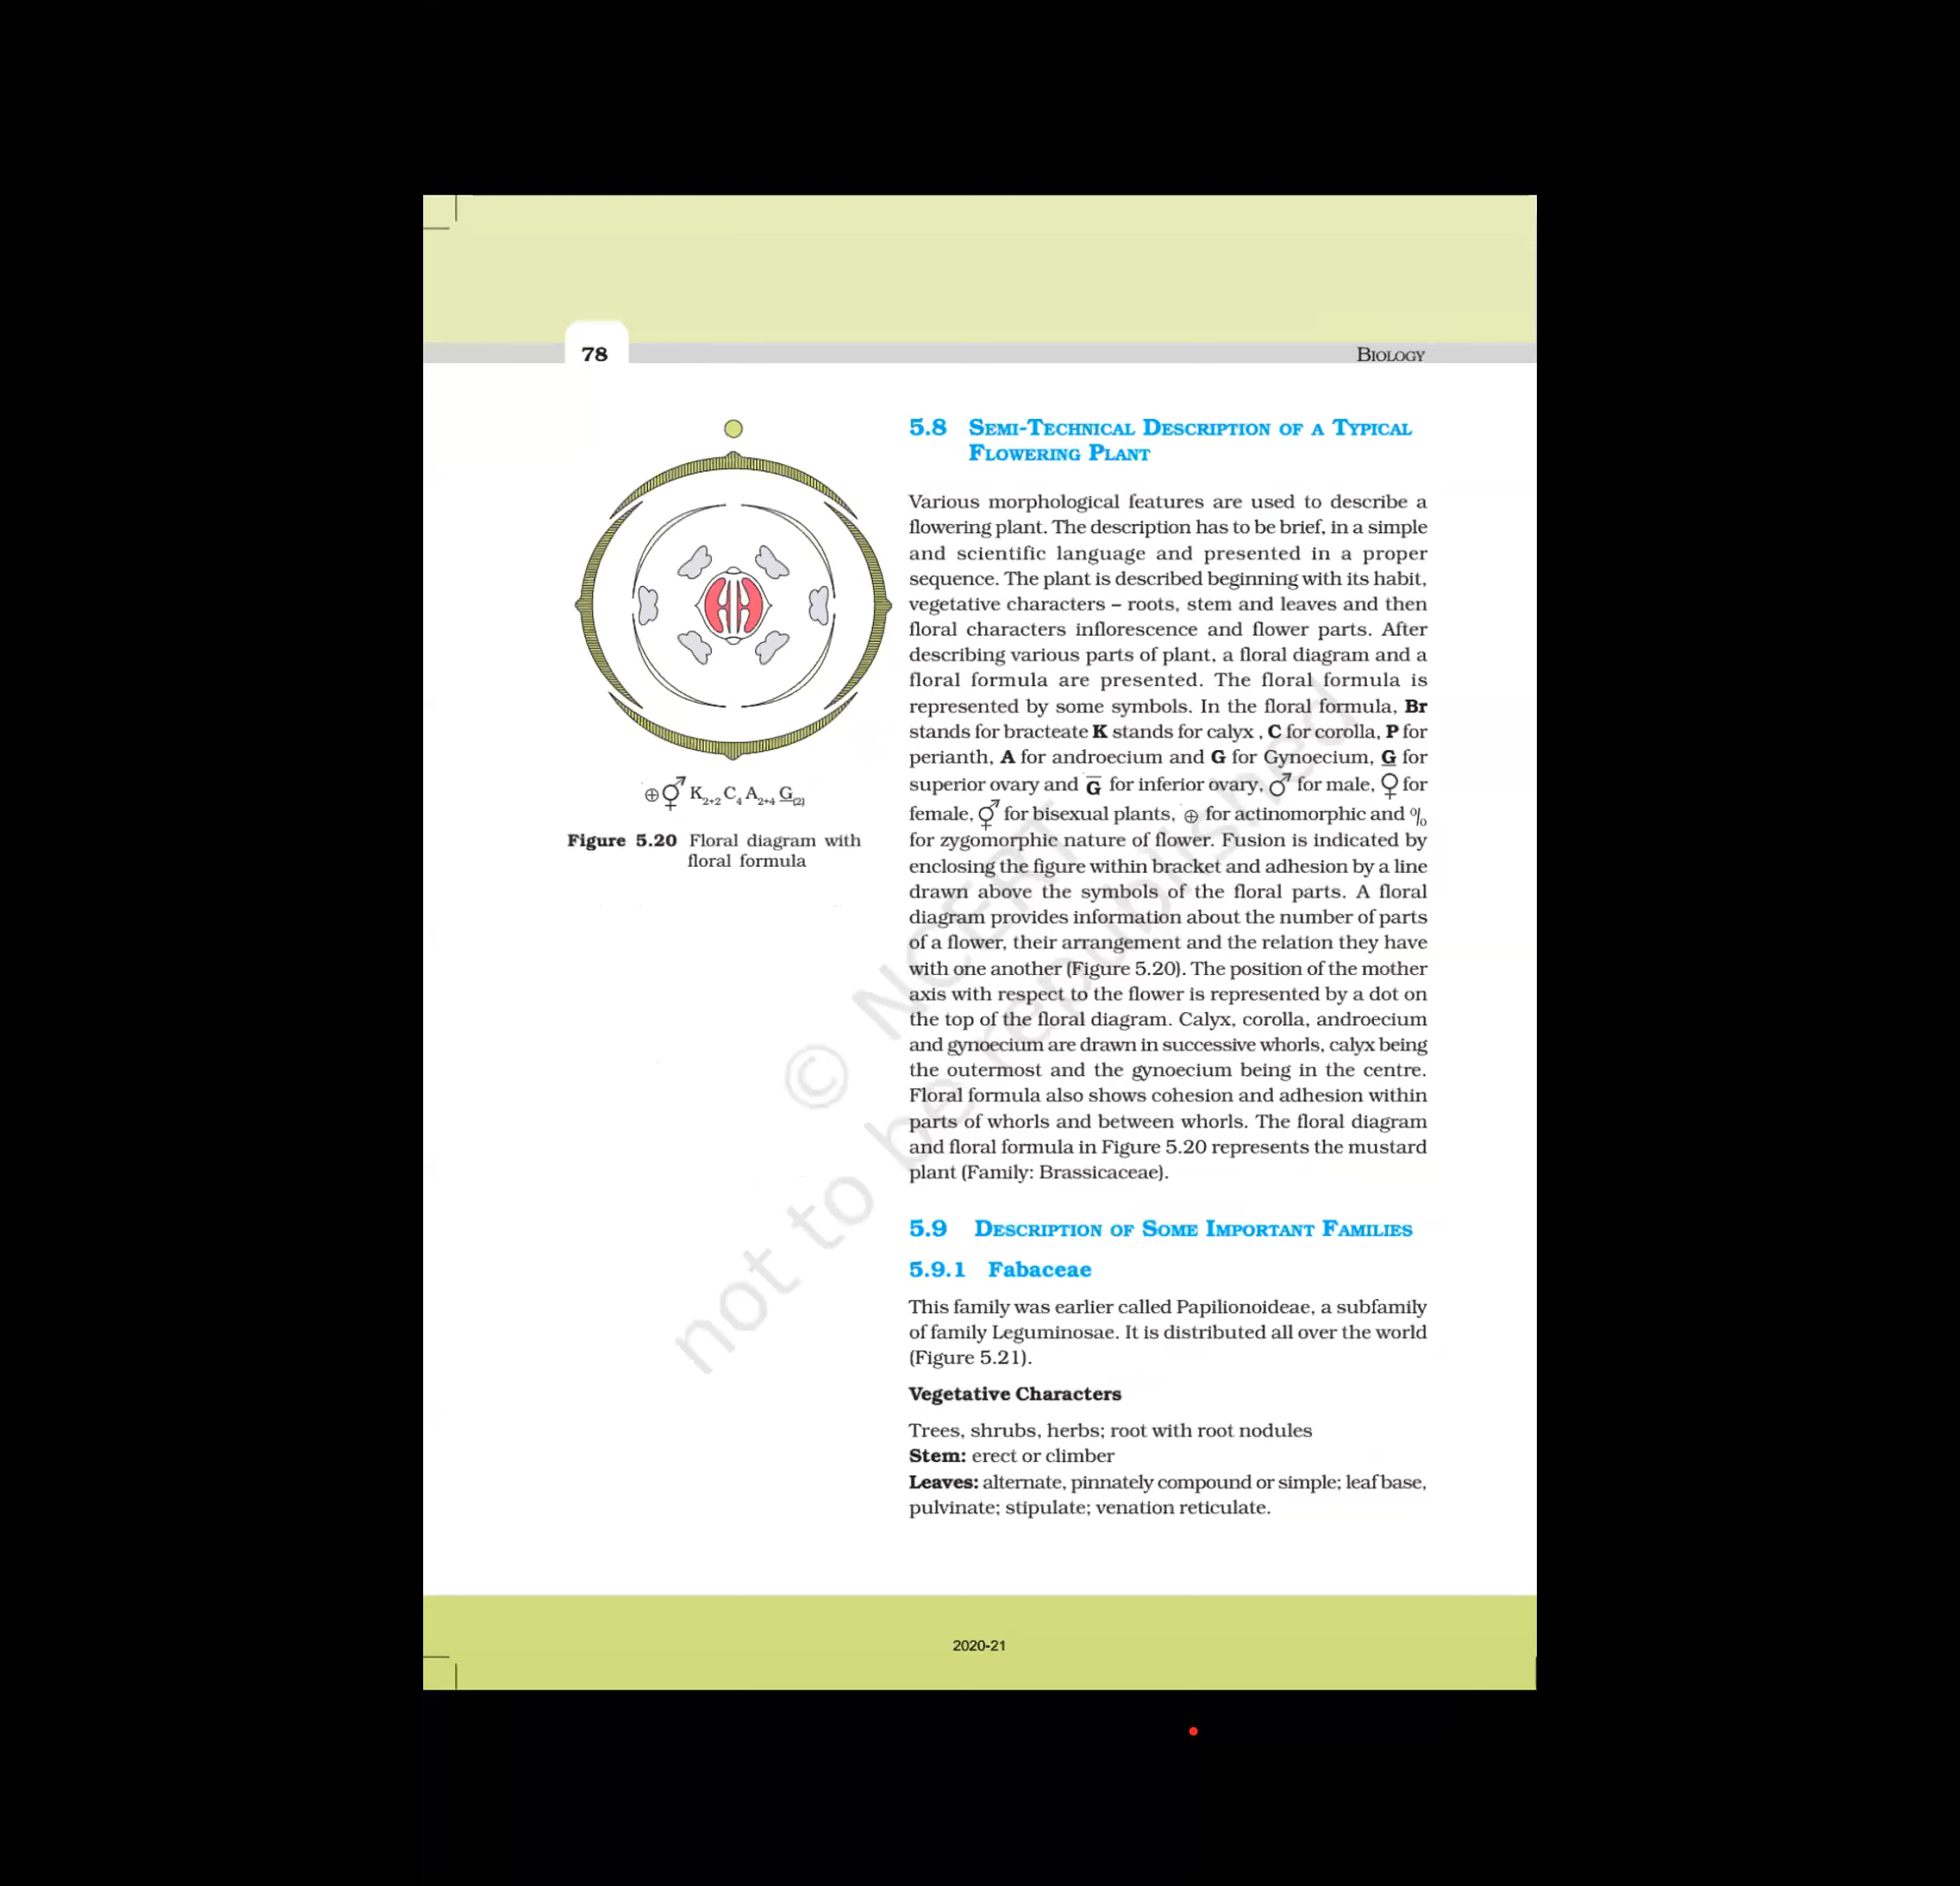 78
BIOLOGY
⊕ ⚥ K2+2 C4 A2+4 G(2)
Figure 5.20 Floral diagram with
floral formula
5.8 SEMI-TECHNICAL DESCRIPTION OF A TYPICAL
FLOWERING PLANT
Various morphological features are used to describe a
flowering plant. The description has to be brief, in a simple
and scientific language and presented in a proper
sequence. The plant is described beginning with its habit,
vegetative characters – roots, stem and leaves and then
floral characters inflorescence and flower parts. After
describing various parts of plant, a floral diagram and a
floral formula are presented. The floral formula is
represented by some symbols. In the floral formula, Br
stands for bracteate K stands for calyx , C for corolla, P for
perianth, A for androecium and G for Gynoecium, G̲ for
superior ovary and G̅ for inferior ovary, ♂ for male, ♀ for
female, ⚥ for bisexual plants, ⊕ for actinomorphic and %
for zygomorphic nature of flower. Fusion is indicated by
enclosing the figure within bracket and adhesion by a line
drawn above the symbols of the floral parts. A floral
diagram provides information about the number of parts
of a flower, their arrangement and the relation they have
with one another (Figure 5.20). The position of the mother
axis with respect to the flower is represented by a dot on
the top of the floral diagram. Calyx, corolla, androecium
and gynoecium are drawn in successive whorls, calyx being
the outermost and the gynoecium being in the centre.
Floral formula also shows cohesion and adhesion within
parts of whorls and between whorls. The floral diagram
and floral formula in Figure 5.20 represents the mustard
plant (Family: Brassicaceae).
5.9 DESCRIPTION OF SOME IMPORTANT FAMILIES
5.9.1 Fabaceae
This family was earlier called Papilionoideae, a subfamily
of family Leguminosae. It is distributed all over the world
(Figure 5.21).
Vegetative Characters
Trees, shrubs, herbs; root with root nodules
Stem: erect or climber
Leaves: alternate, pinnately compound or simple; leaf base,
pulvinate; stipulate; venation reticulate.
© NCERT
not to be republished
2020-21